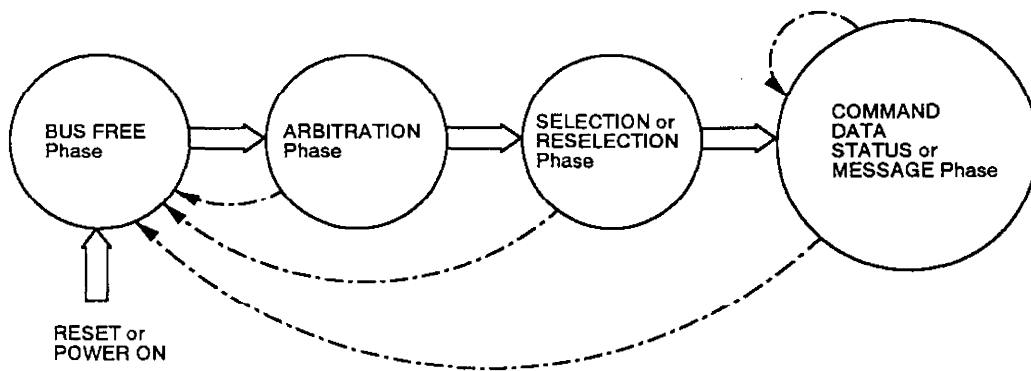 BUS FREE
Phase
ARBITRATION
Phase
SELECTION or
RESELECTION
Phase
COMMAND
DATA
STATUS or
MESSAGE Phase
RESET or
POWER ON